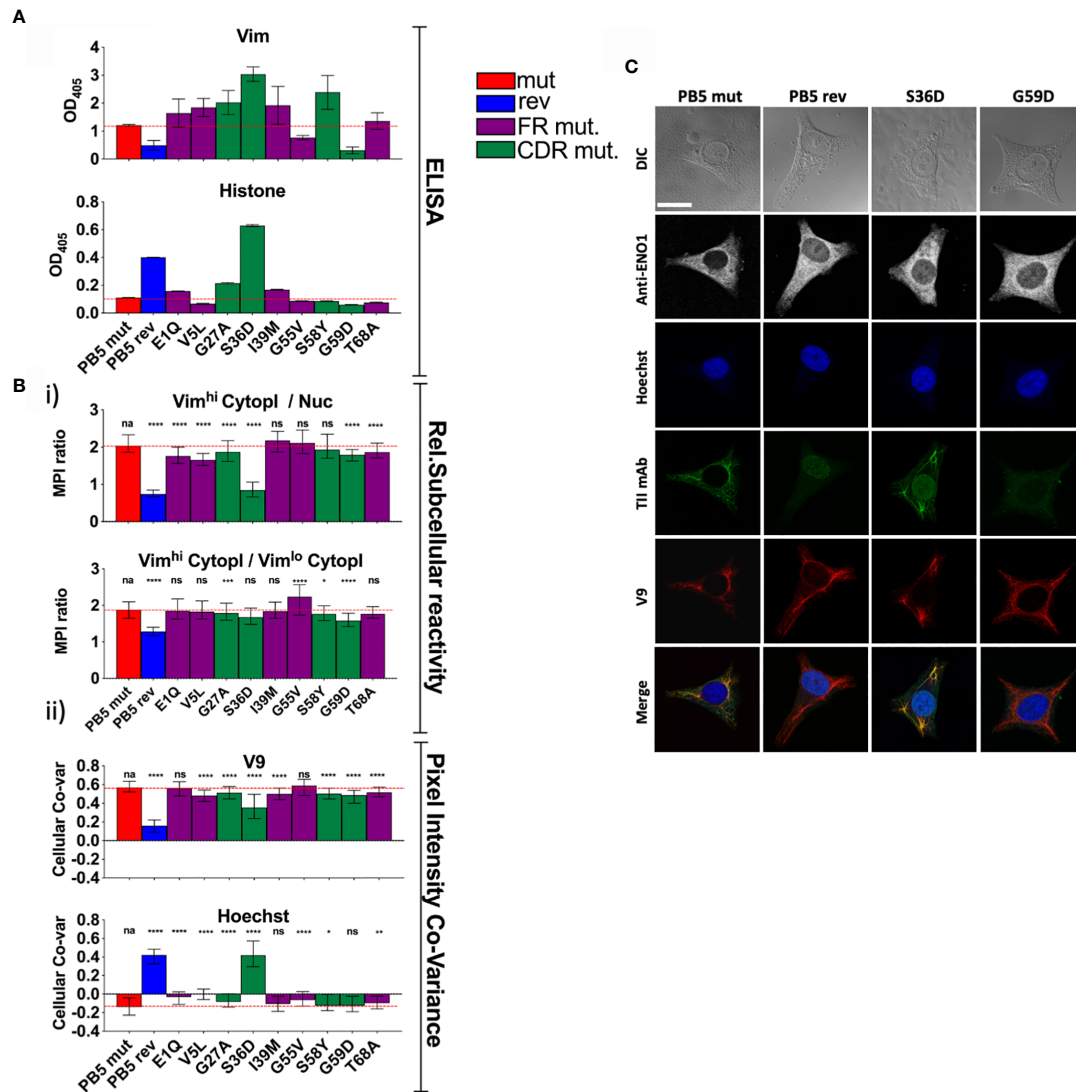 A
Vim
OD405
4
3
2
1
0
Histone
OD405
0.8
0.6
0.4
0.2
0.0
PB5 mut
PB5 rev
E1Q
V5L
G27A
S36D
I39M
G55V
S58Y
G59D
T68A
ELISA
mut
rev
FR mut.
CDR mut.
B
i)
Vimhi Cytopl / Nuc
MPI ratio
3
2
1
0
na **** **** **** **** **** ns ns ns **** ****
Vimhi Cytopl / Vimlo Cytopl
MPI ratio
3
2
1
0
na **** ns ns *** ns ns **** * **** ns
PB5 mut
PB5 rev
E1Q
V5L
G27A
S36D
I39M
G55V
S58Y
G59D
T68A
Rel.Subcellular reactivity
ii)
V9
Cellular Co-var
0.8
0.6
0.4
0.2
0.0
-0.2
-0.4
na **** ns **** **** **** **** ns **** **** ****
Hoechst
Cellular Co-var
0.8
0.6
0.4
0.2
0.0
-0.2
-0.4
na **** **** **** **** **** ns **** * ns **
PB5 mut
PB5 rev
E1Q
V5L
G27A
S36D
I39M
G55V
S58Y
G59D
T68A
Pixel Intensity Co-Variance
C
PB5 mut
PB5 rev
S36D
G59D
DIC
Anti-ENO1
Hoechst
TII mAb
V9
Merge